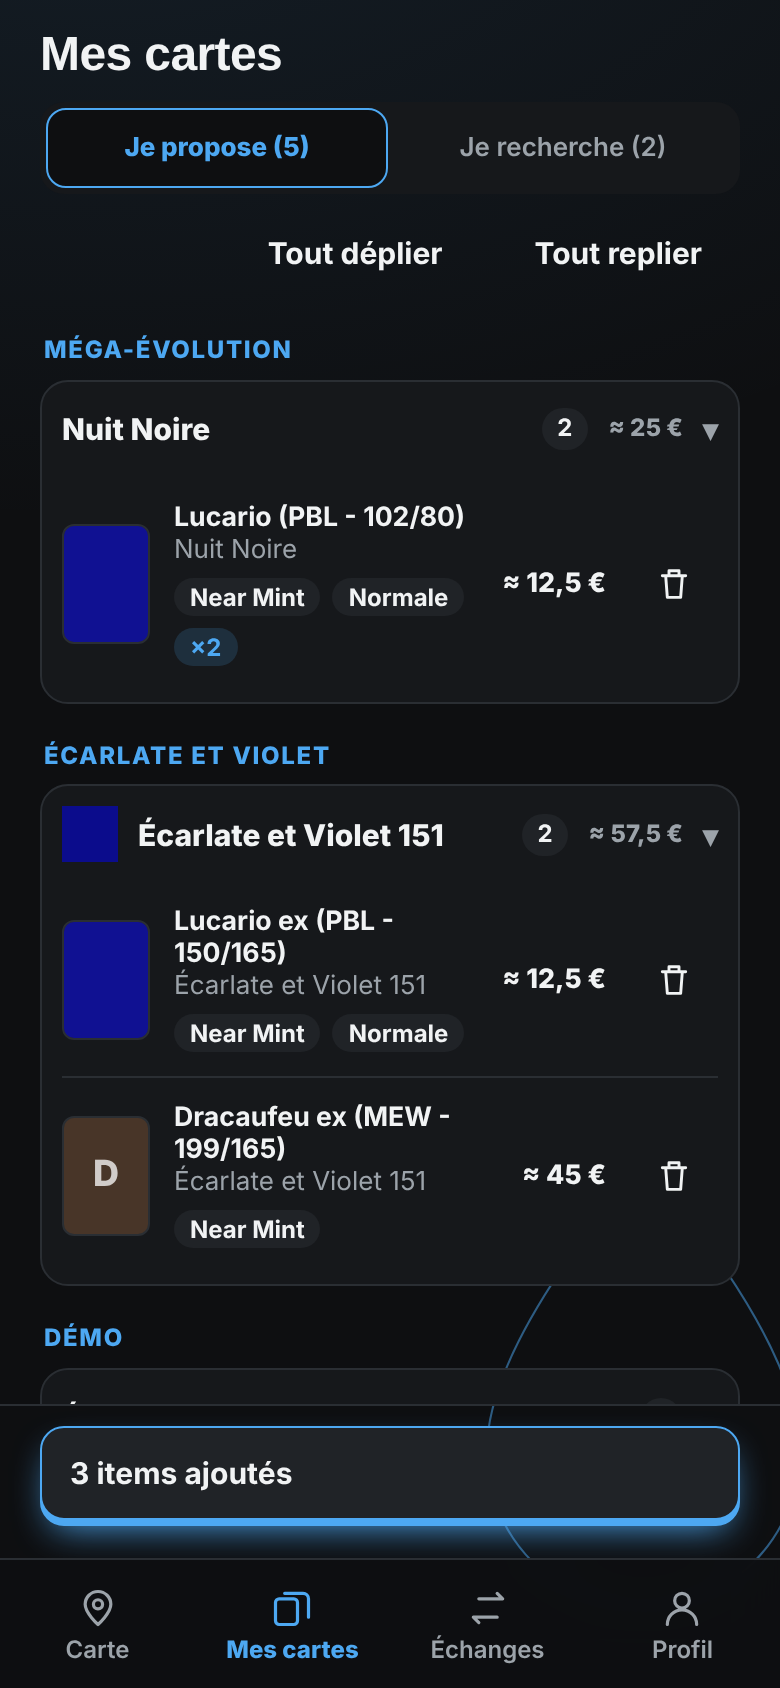 Mes cartes
Je propose (5) Je recherche (2)
Tout déplier Tout replier
MÉGA-ÉVOLUTION
Nuit Noire 2 ≈ 25 € ▼
Lucario (PBL - 102/80)
Nuit Noire
≈ 12,5 €
Near Mint Normale
×2
ÉCARLATE ET VIOLET
Écarlate et Violet 151 2 ≈ 57,5 € ▼
Lucario ex (PBL -
150/165)
Écarlate et Violet 151
≈ 12,5 €
Near Mint Normale
Dracaufeu ex (MEW -
199/165)
D
Écarlate et Violet 151
≈ 45 €
Near Mint
DÉMO
3 items ajoutés
Carte Mes cartes Échanges Profil